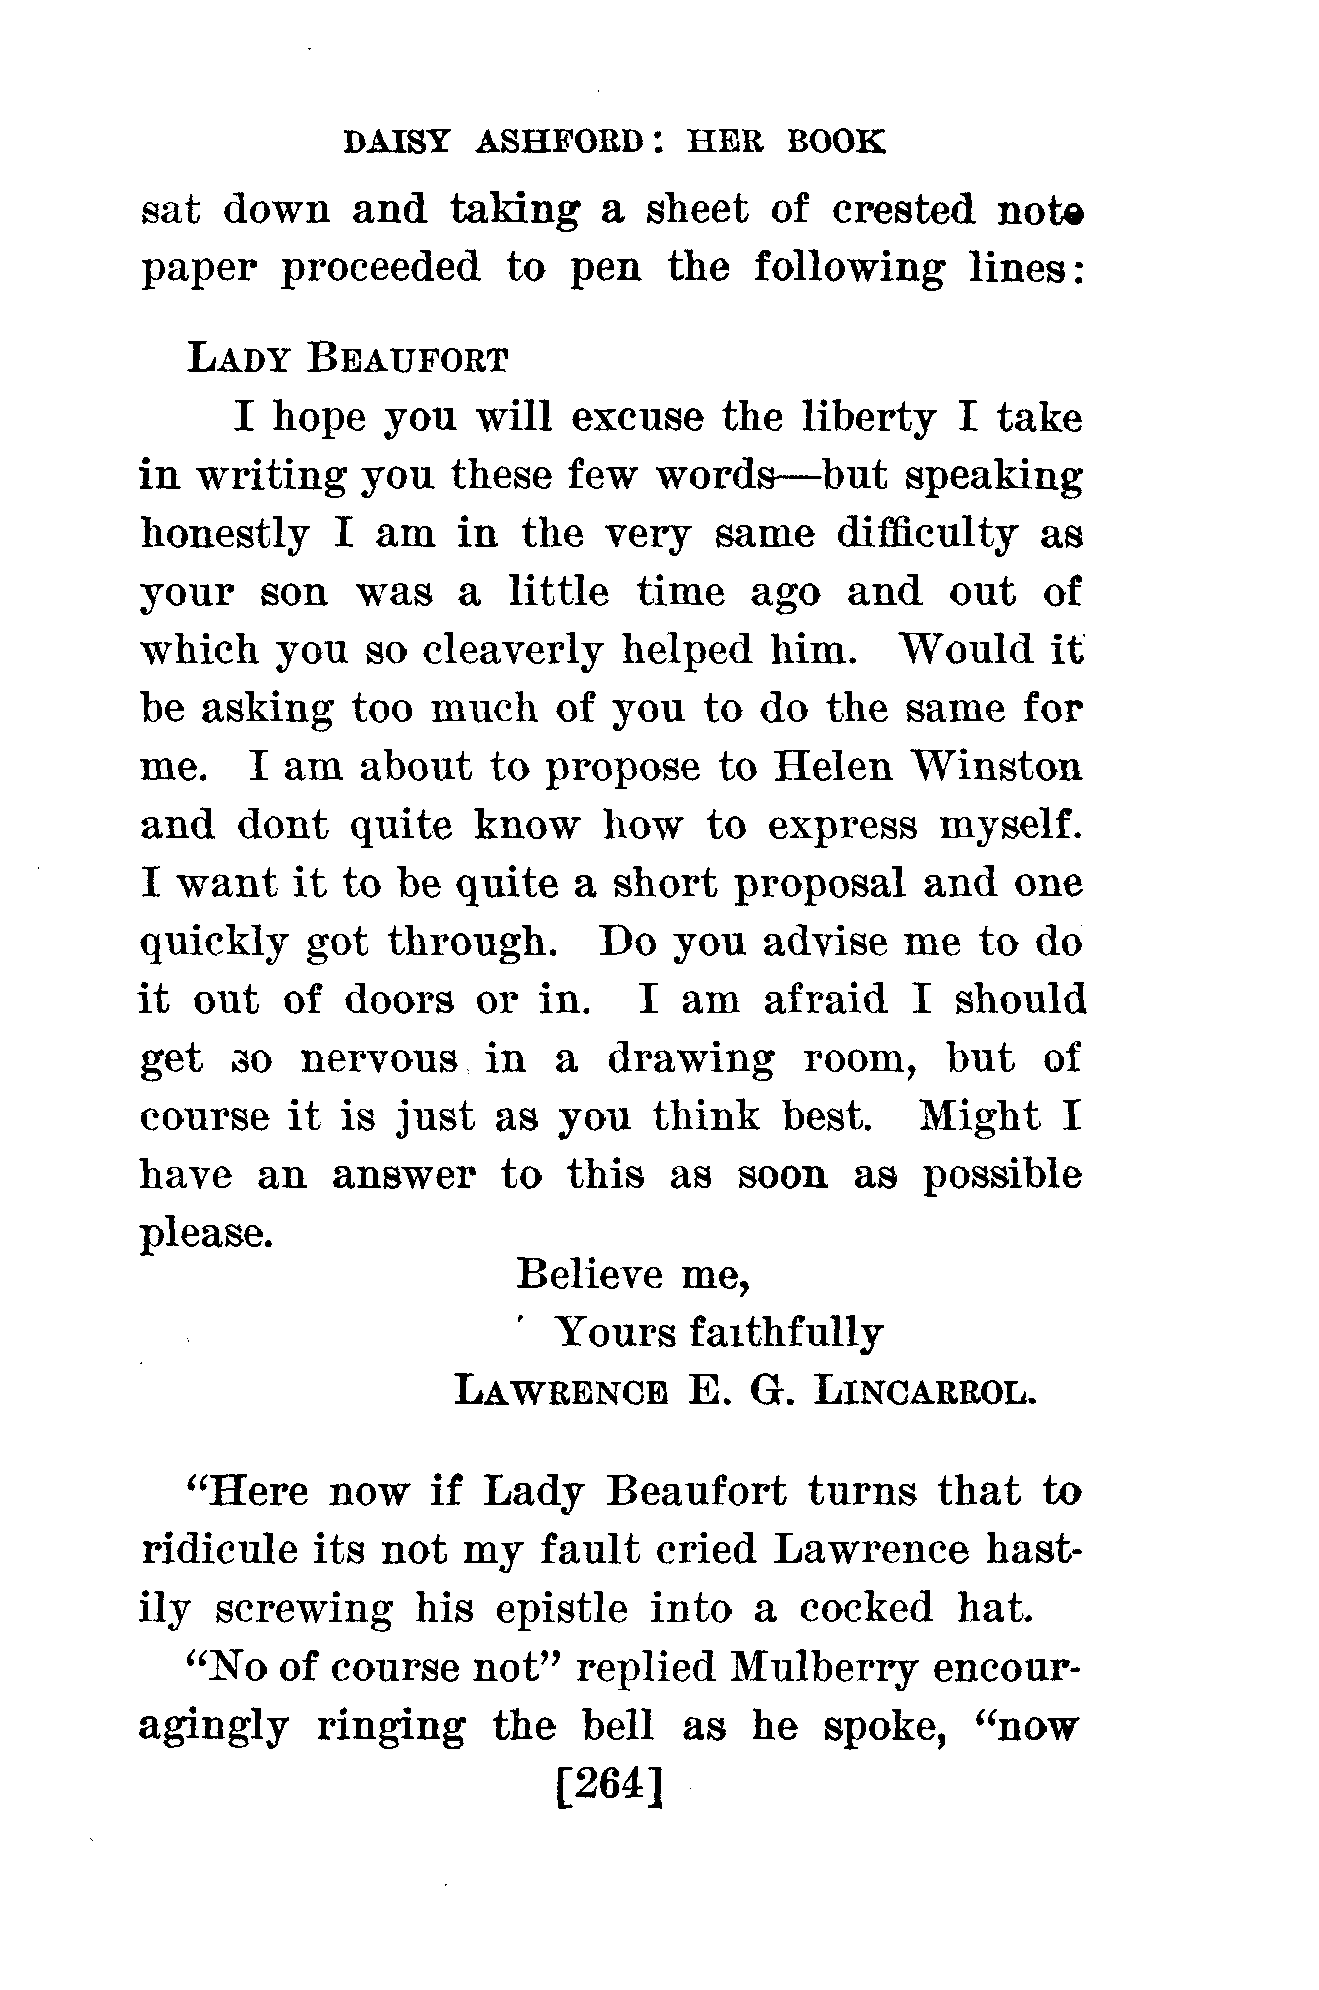 DAISY ASHFORD: HER BOOK
sat down and taking a sheet of crested note
paper proceeded to pen the following lines:
LADY BEAUFORT
I hope you will excuse the liberty I take
in writing you these few words—but speaking
honestly I am in the very same difficulty as
your son was a little time ago and out of
which you so cleaverly helped him. Would it
be asking too much of you to do the same for
me. I am about to propose to Helen Winston
and dont quite know how to express myself.
I want it to be quite a short proposal and one
quickly got through. Do you advise me to do
it out of doors or in. I am afraid I should
get so nervous in a drawing room, but of
course it is just as you think best. Might I
have an answer to this as soon as possible
please.
Believe me,
Yours faithfully
LAWRENCE E. G. LINCARROL.
“Here now if Lady Beaufort turns that to
ridicule its not my fault cried Lawrence hast-
ily screwing his epistle into a cocked hat.
“No of course not” replied Mulberry encour-
agingly ringing the bell as he spoke, “now
[264]